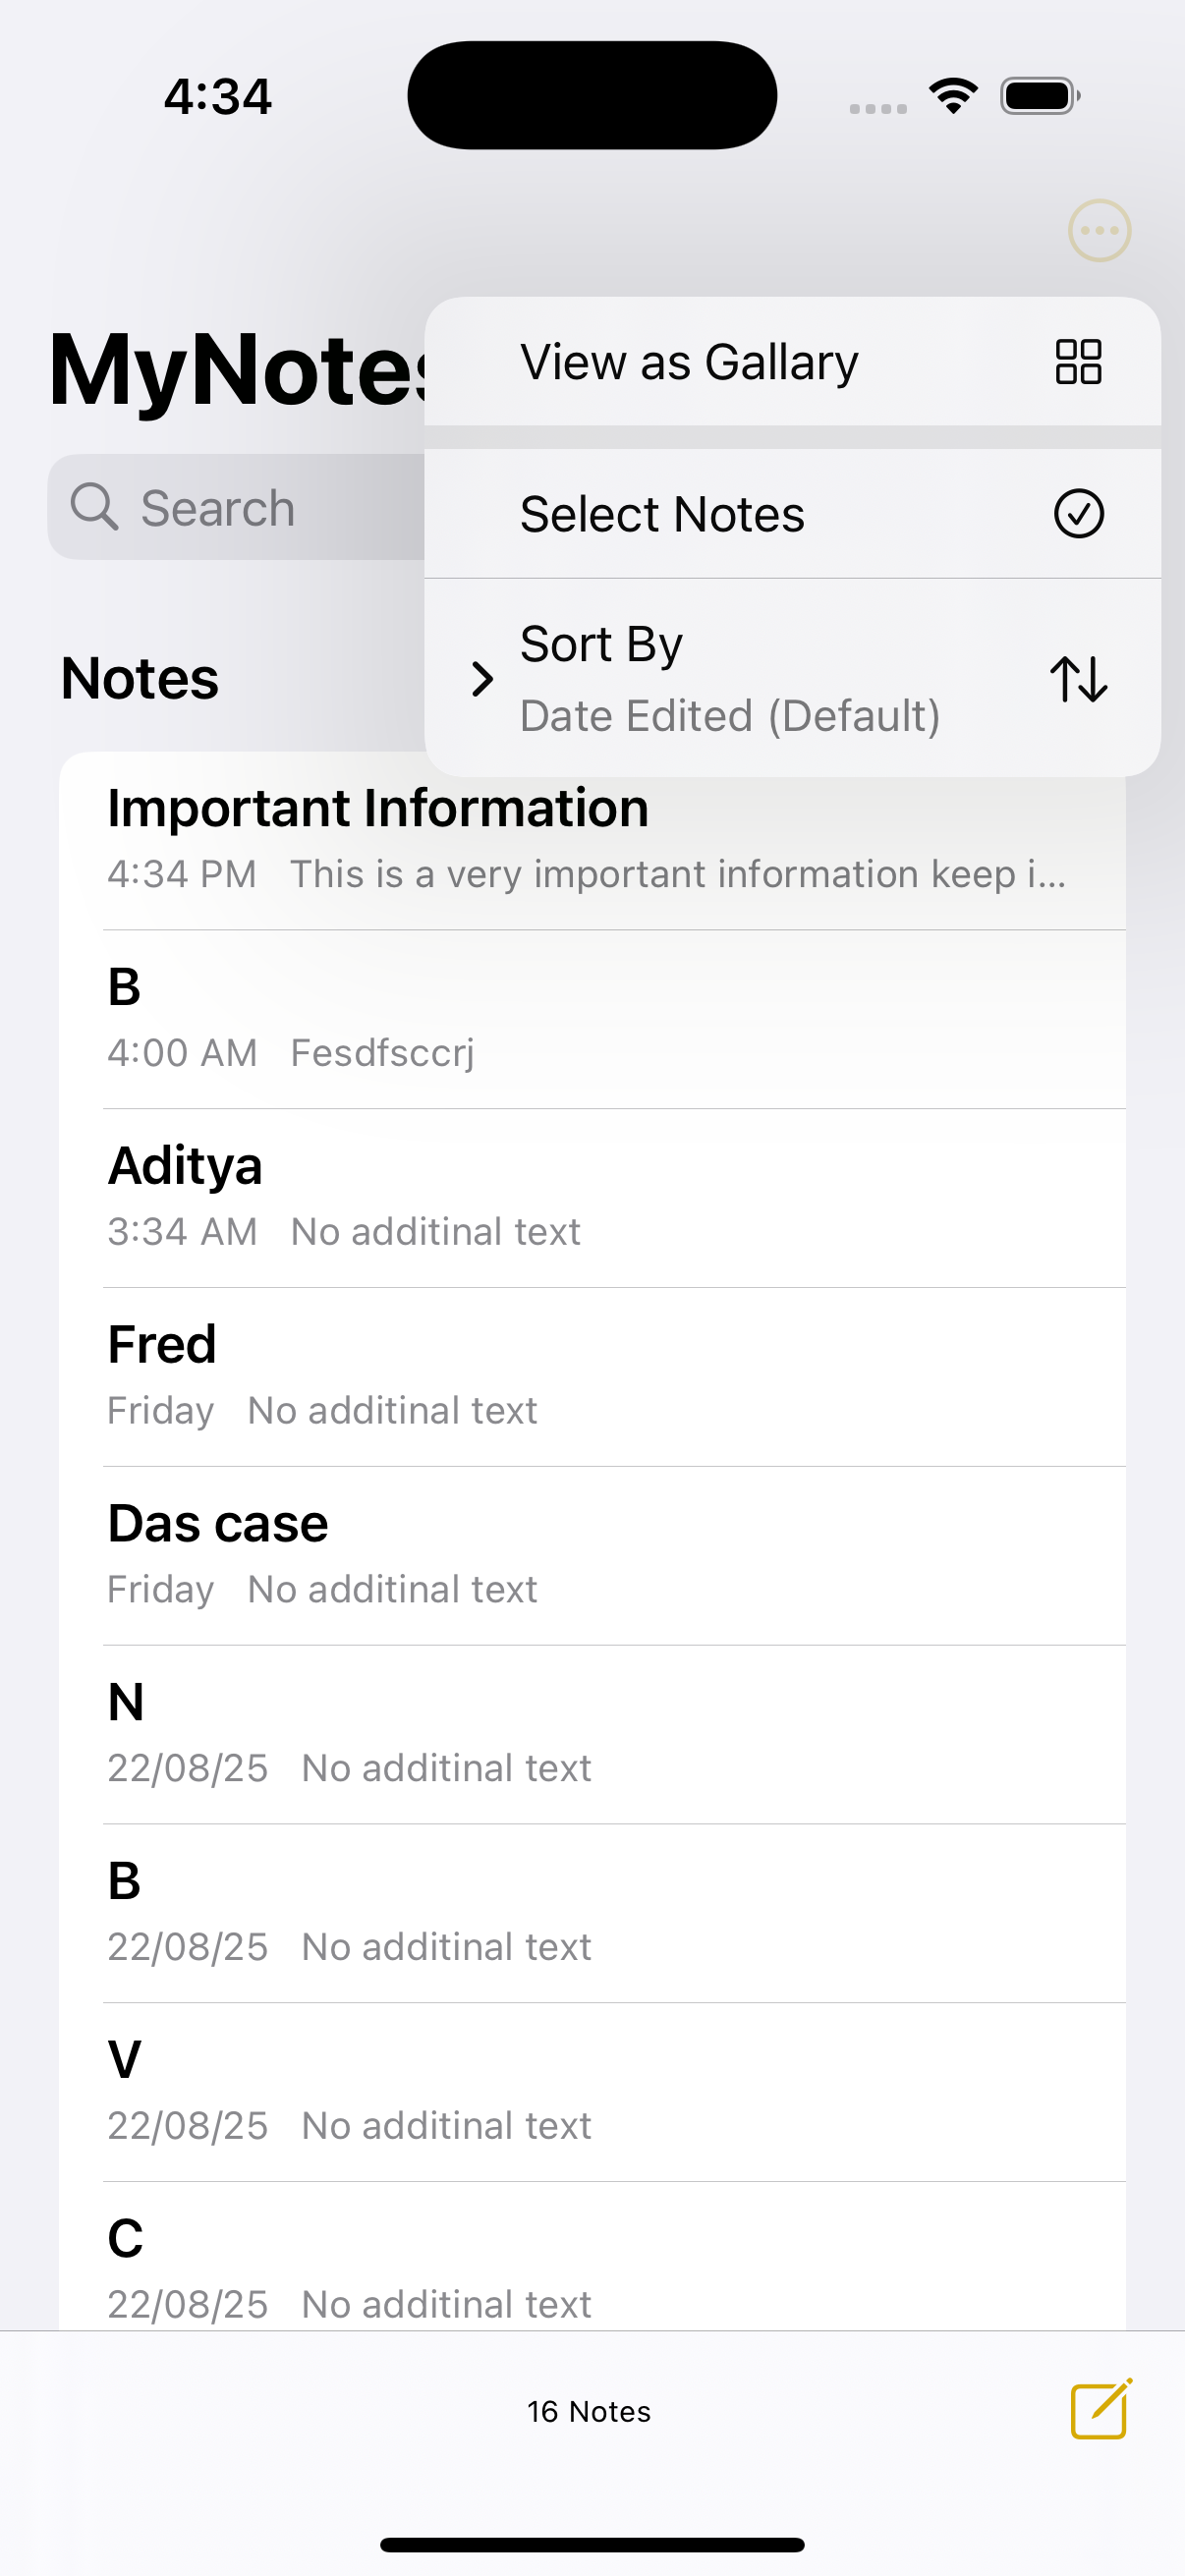 4:34
MyNotes
View as Gallary
Search
Select Notes
Sort By
Date Edited (Default)
Notes
Important Information
4:34 PM This is a very important information keep i...
B
4:00 AM Fesdfsccrj
Aditya
3:34 AM No additinal text
Fred
Friday No additinal text
Das case
Friday No additinal text
N
22/08/25 No additinal text
B
22/08/25 No additinal text
V
22/08/25 No additinal text
C
22/08/25 No additinal text
16 Notes